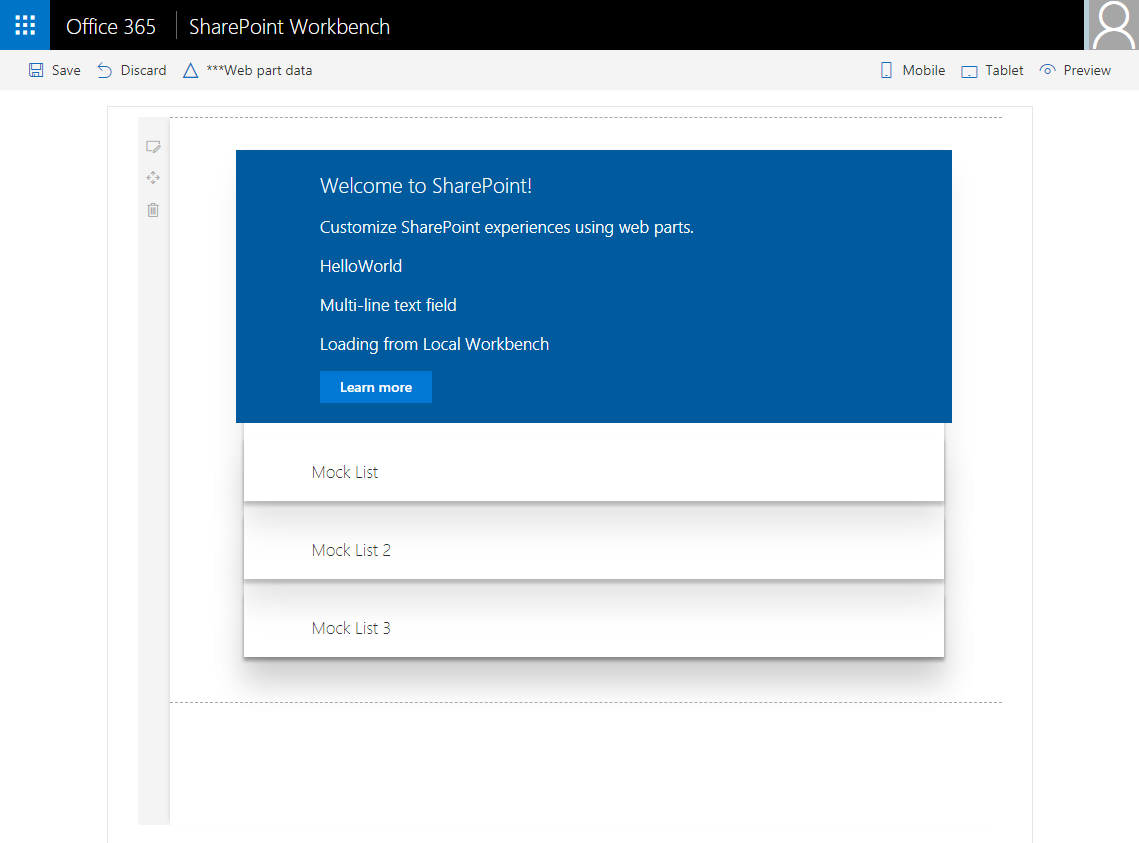 Office 365 SharePoint Workbench
Save Discard ***Web part data Mobile Tablet Preview
Welcome to SharePoint!
Customize SharePoint experiences using web parts.
HelloWorld
Multi-line text field
Loading from Local Workbench
Learn more
Mock List
Mock List 2
Mock List 3